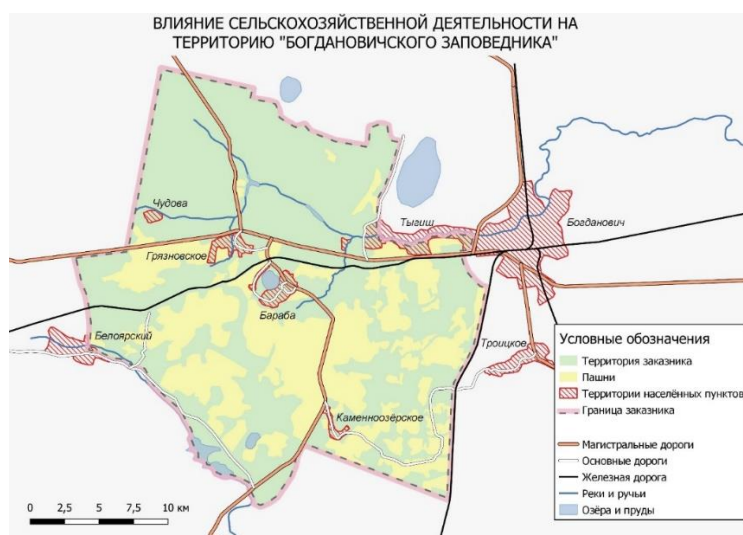 ВЛИЯНИЕ СЕЛЬСКОХОЗЯЙСТВЕННОЙ ДЕЯТЕЛЬНОСТИ НА
ТЕРРИТОРИЮ "БОГДАНОВИЧСКОГО ЗАПОВЕДНИКА"
Чудова
Тыгиш
Богданович
Грязновское
Бараба
Белоярский
Троицкое
Каменноозёрское
Условные обозначения
Территория заказника
Пашни
Территории населённых пунктов
Граница заказника
Магистральные дороги
Основные дороги
Железная дорога
Реки и ручьи
Озёра и пруды
0 2,5 5 7,5 10 км